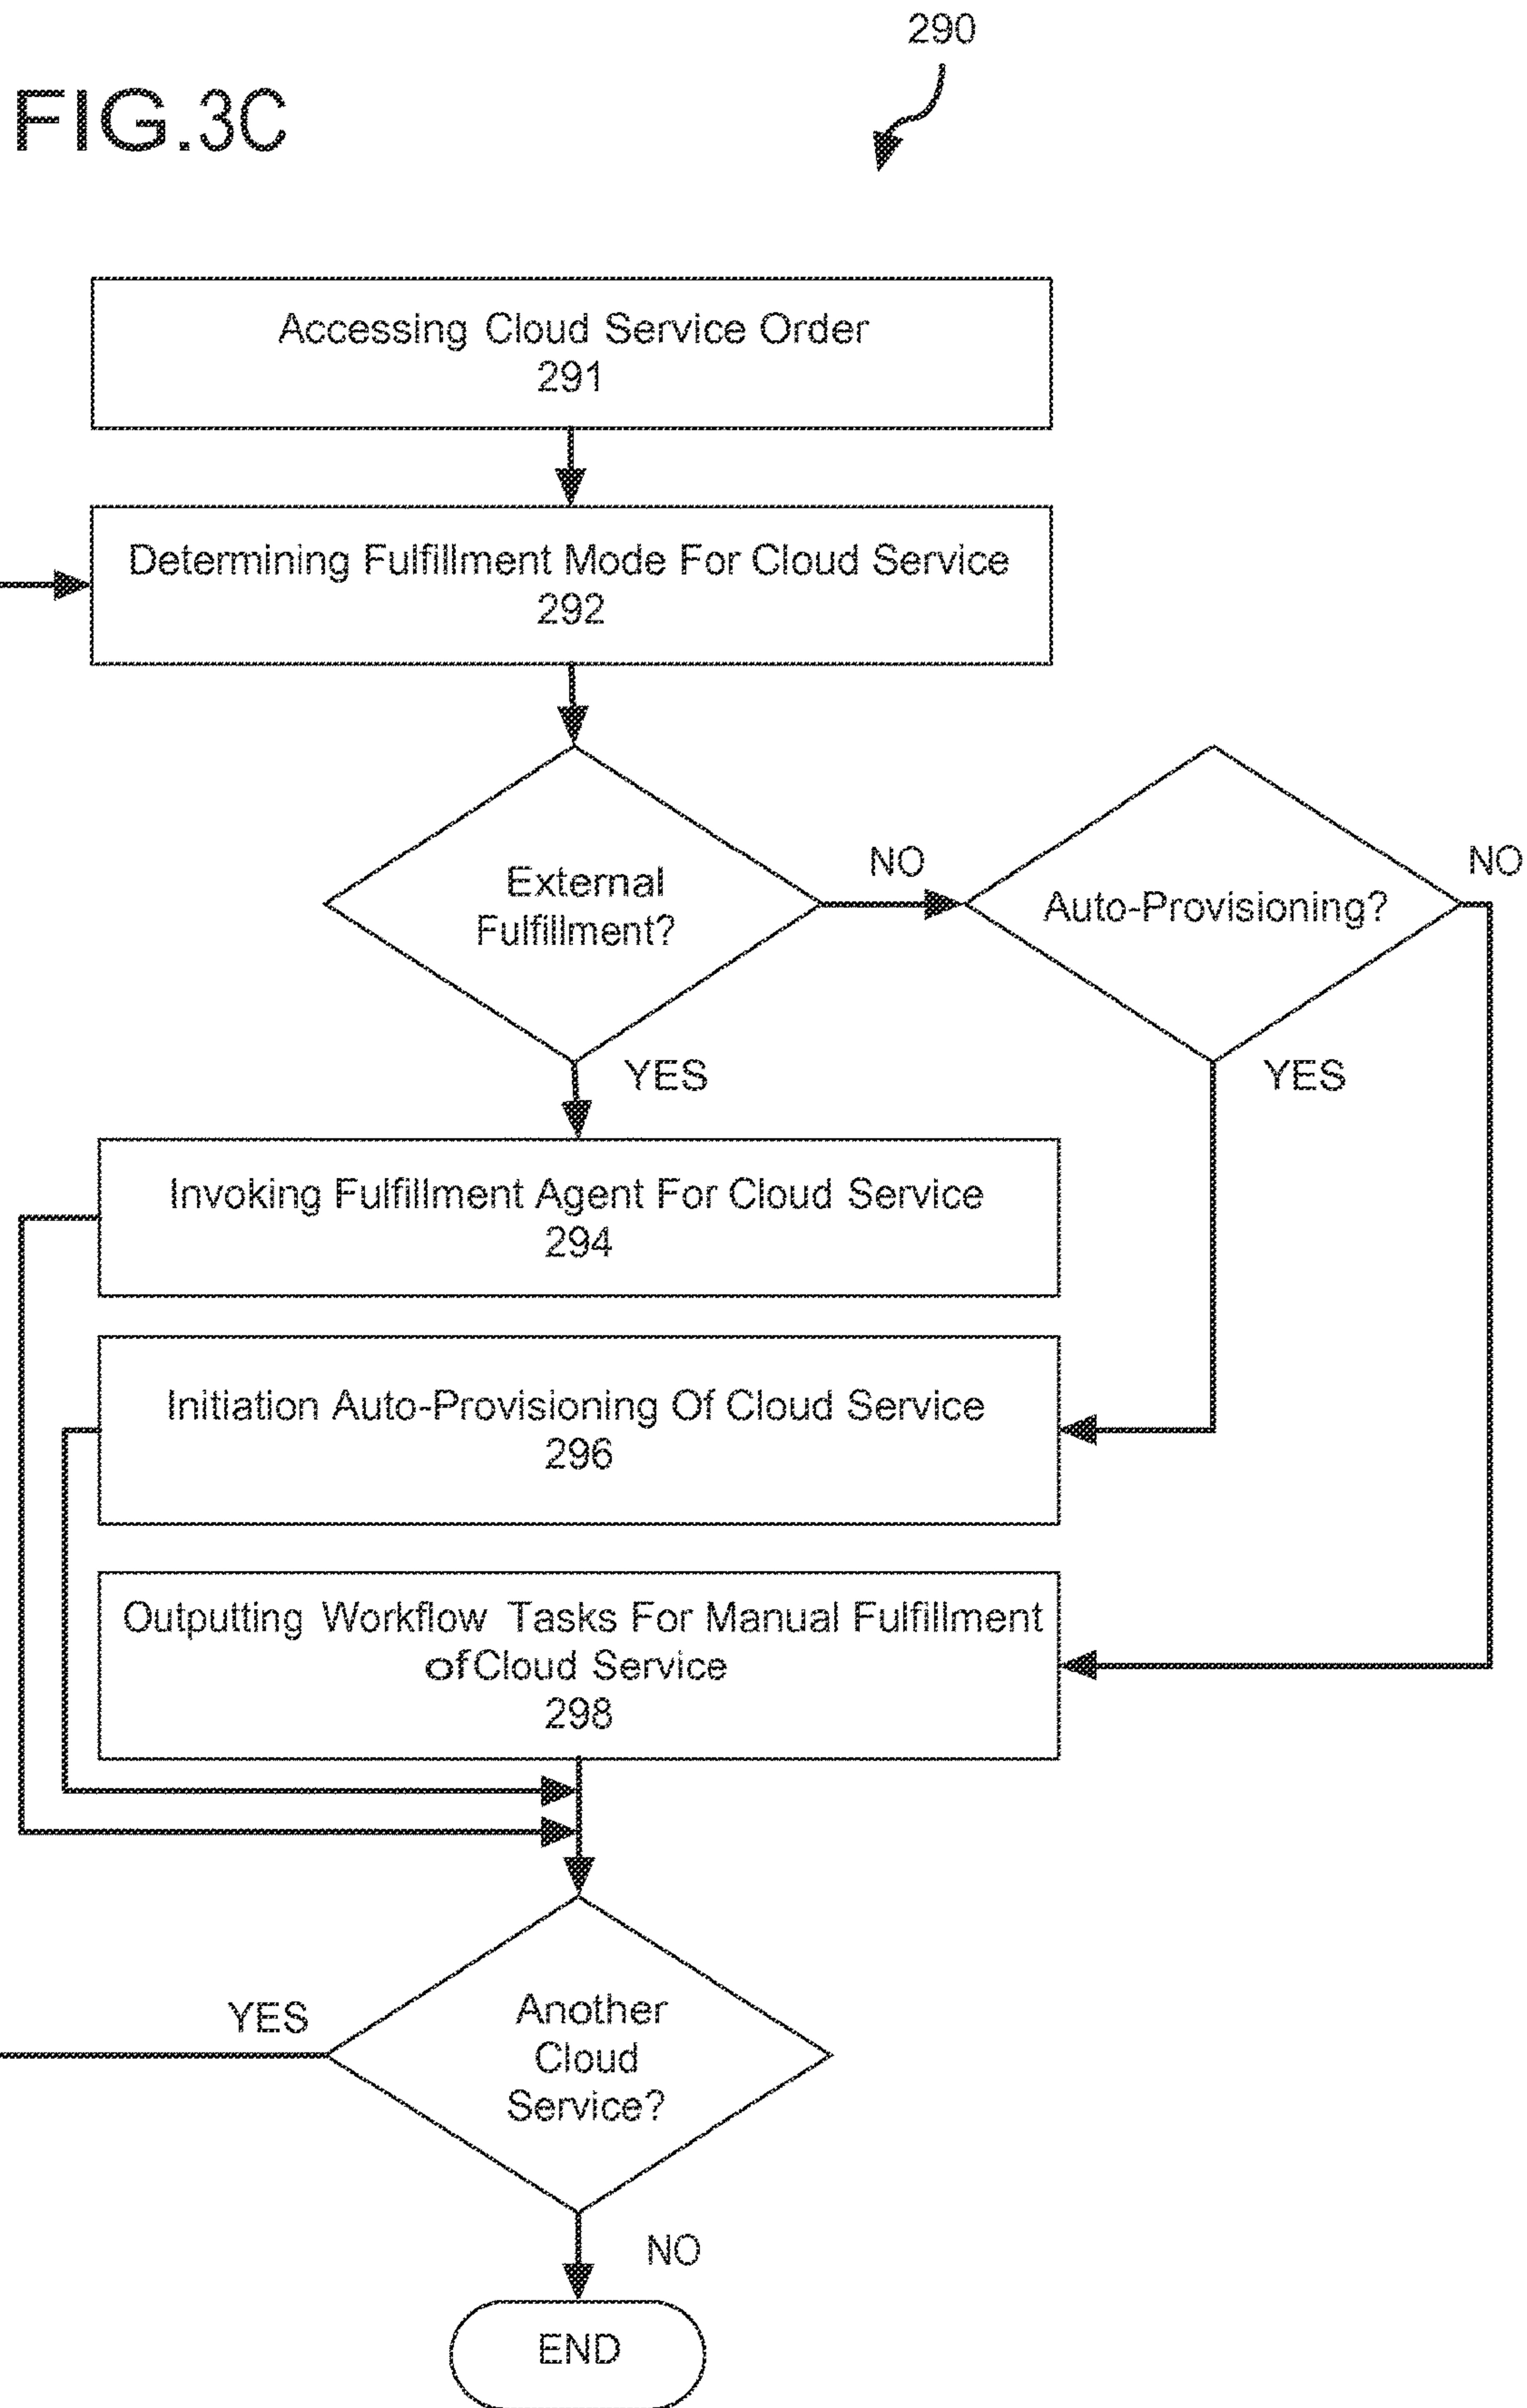 290
FIG.3C
Accessing Cloud Service Order
291
Determining Fulfillment Mode For Cloud Service
292
External
Fulfillment?
NO
Auto-Provisioning?
NO
YES
YES
Invoking Fulfillment Agent For Cloud Service
294
Initiation Auto-Provisioning Of Cloud Service
296
Outputting Workflow Tasks For Manual Fulfillment
of Cloud Service
298
YES
Another
Cloud
Service?
NO
END